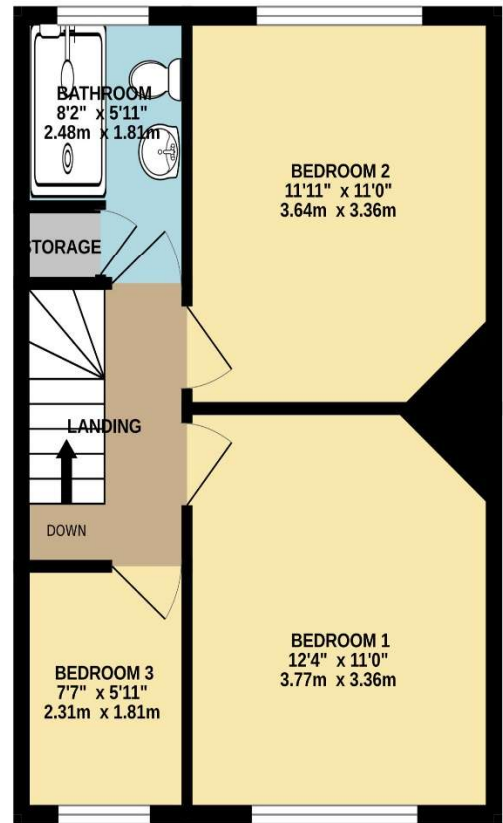 BATHROOM
8'2" x 5'11"
2.48m x 1.81m
BEDROOM 2
11'11" x 11'0"
3.64m x 3.36m
STORAGE
LANDING
DOWN
BEDROOM 3
7'7" x 5'11"
2.31m x 1.81m
BEDROOM 1
12'4" x 11'0"
3.77m x 3.36m